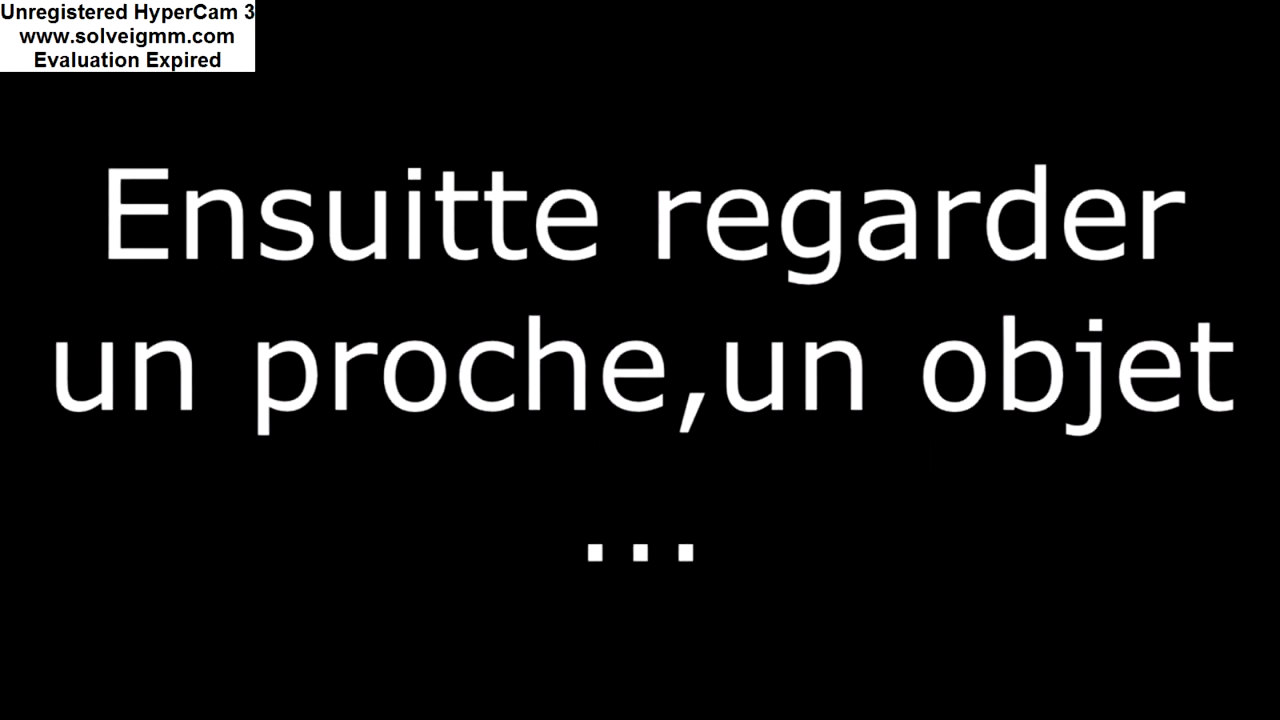 Unregistered HyperCam 3
www.solveigmm.com
Evaluation Expired
Ensuitte regarder
un proche,un objet
...